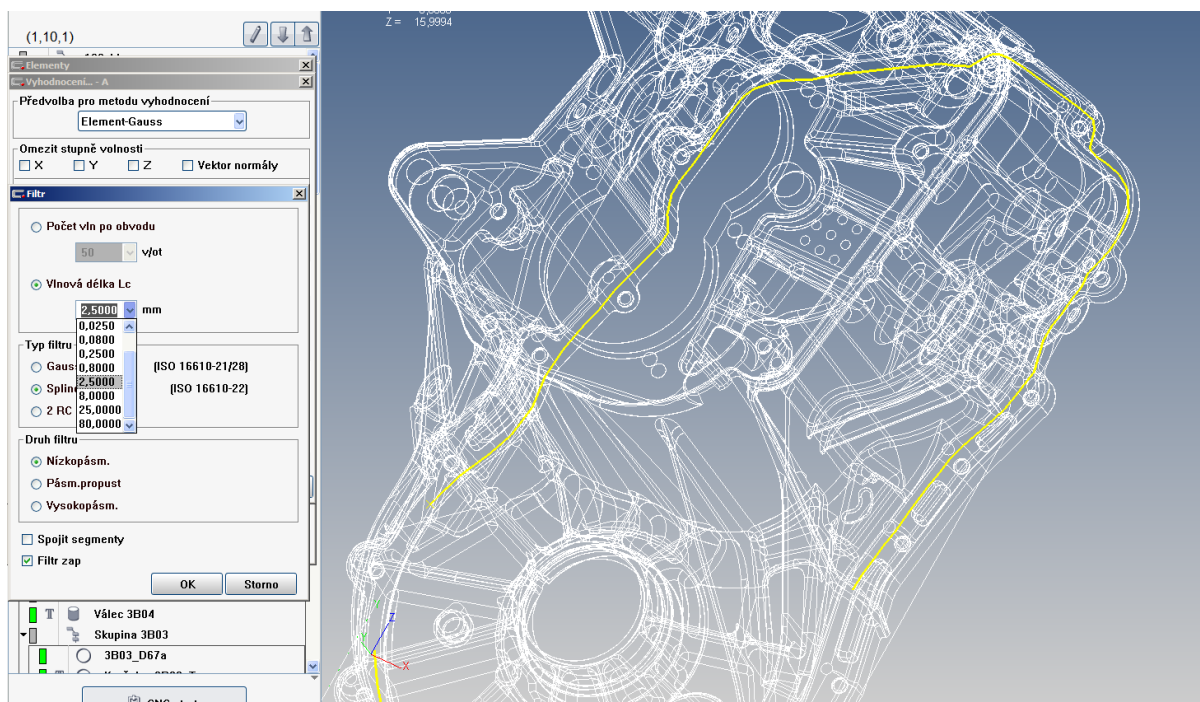 (1,10,1)
Z = 15,9994
Elementy
Vyhodnocení... - A
Předvolba pro metodu vyhodnocení
Element-Gauss
Omezit stupně volnosti
X Y Z Vektor normály
Filtr
Počet vln po obvodu
50 v/ot
Vlnová délka Lc
2,5000 mm
0,0250
0,0800
0,2500
0,8000
2,5000
8,0000
25,0000
80,0000
Typ filtru
Gaus (ISO 16610-21/28)
Spline (ISO 16610-22)
2 RC
Druh filtru
Nízkopásm.
Pásm.propust
Vysokopásm.
Spojit segmenty
Filtr zap
OK Storno
T Válec 3B04
Skupina 3B03
3B03_D67a
Z
X